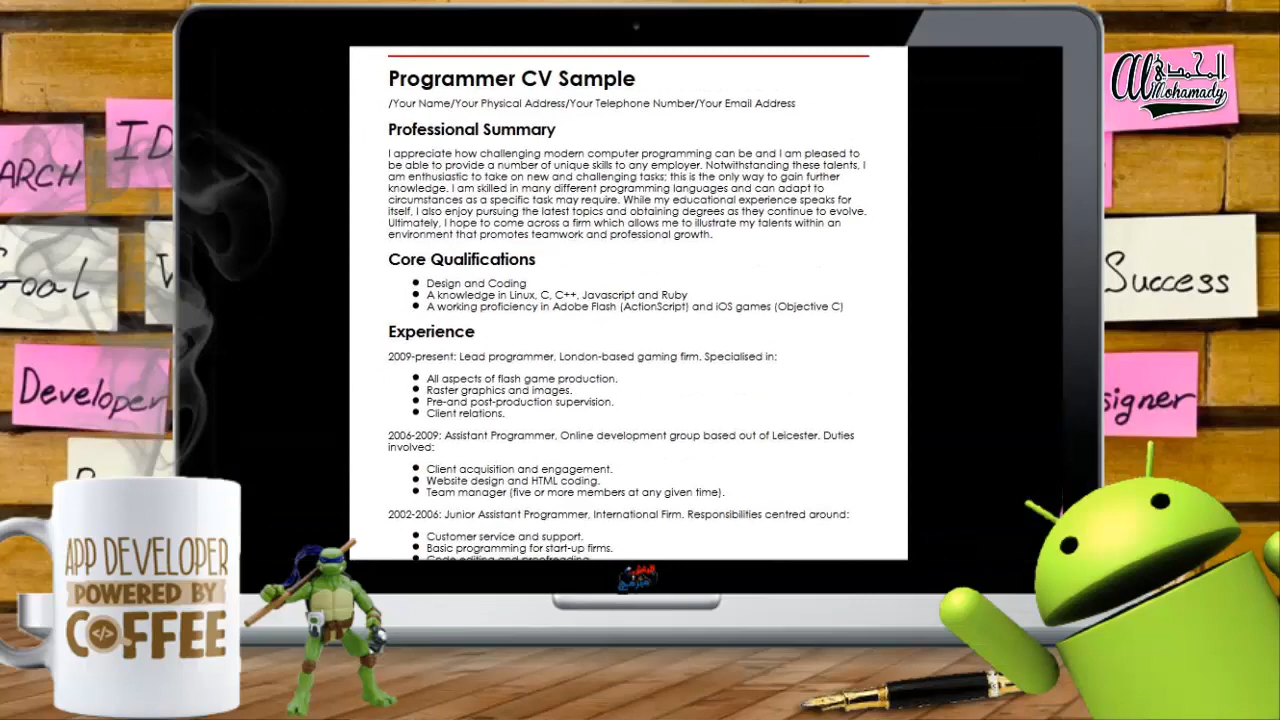 Programmer CV Sample
/Your Name/Your Physical Address/Your Telephone Number/Your Email Address
Professional Summary
I appreciate how challenging modern computer programming can be and I am pleased to
be able to provide a number of unique skills to any employer. Notwithstanding these talents, I
am enthusiastic to take on new and challenging tasks; this is the only way to gain further
knowledge. I am skilled in many different programming languages and can adapt to
circumstances as a specific task may require. While my educational experience speaks for
itself, I also enjoy pursuing the latest topics and obtaining degrees as they continue to evolve.
Ultimately, I hope to come across a firm which allows me to illustrate my talents within an
environment that promotes teamwork and professional growth.
Core Qualifications
Design and Coding
A knowledge in Linux, C, C++, Javascript and Ruby
A working proficiency in Adobe Flash (ActionScript) and iOS games (Objective C)
Experience
2009-present: Lead programmer, London-based gaming firm. Specialised in:
All aspects of flash game production.
Raster graphics and images.
Pre-and post-production supervision.
Client relations.
2006-2009: Assistant Programmer, Online development group based out of Leicester. Duties
involved:
Client acquisition and engagement.
Website design and HTML coding.
Team manager (five or more members at any given time).
2002-2006: Junior Assistant Programmer, International Firm. Responsibilities centred around:
Customer service and support.
Basic programming for start-up firms.
Code editing and proofreading.
ARCH
ID
Goal
Developer
المحمدي
Al Mohamady
Success
signer
APP DEVELOPER
POWERED BY
COFFEE